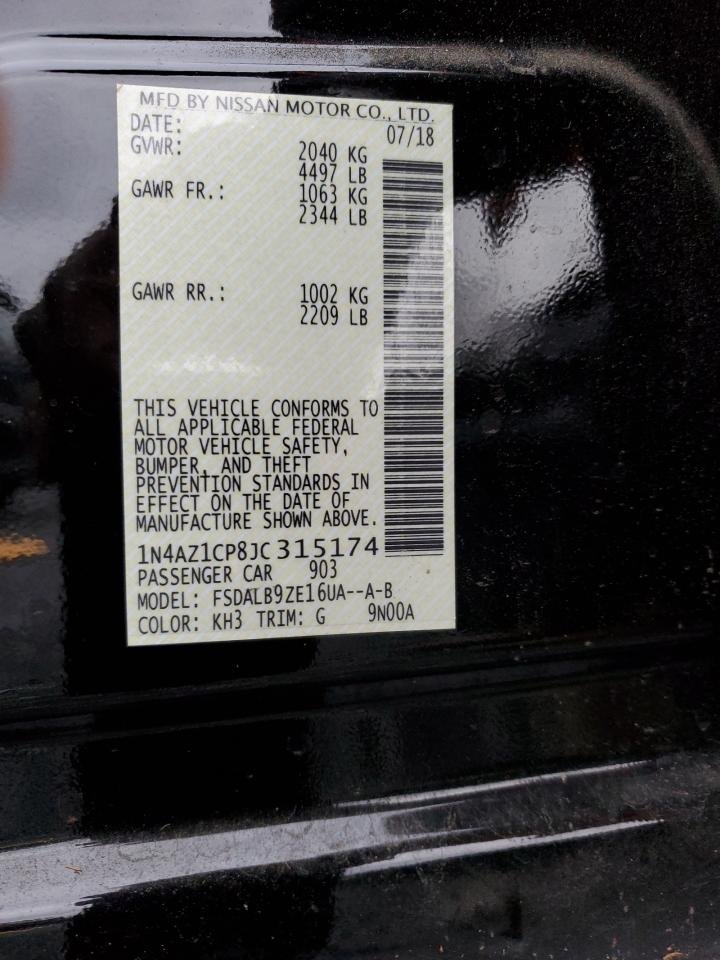 MFD BY NISSAN MOTOR CO., LTD.
DATE: 07/18
GVWR: 2040 KG
4497 LB
GAWR FR.: 1063 KG
2344 LB
GAWR RR.: 1002 KG
2209 LB
THIS VEHICLE CONFORMS TO
ALL APPLICABLE FEDERAL
MOTOR VEHICLE SAFETY,
BUMPER, AND THEFT
PREVENTION STANDARDS IN
EFFECT ON THE DATE OF
MANUFACTURE SHOWN ABOVE.
1N4AZ1CP8JC 315174
PASSENGER CAR 903
MODEL: FSDALB9ZE16UA--A-B
COLOR: KH3 TRIM: G 9N00A